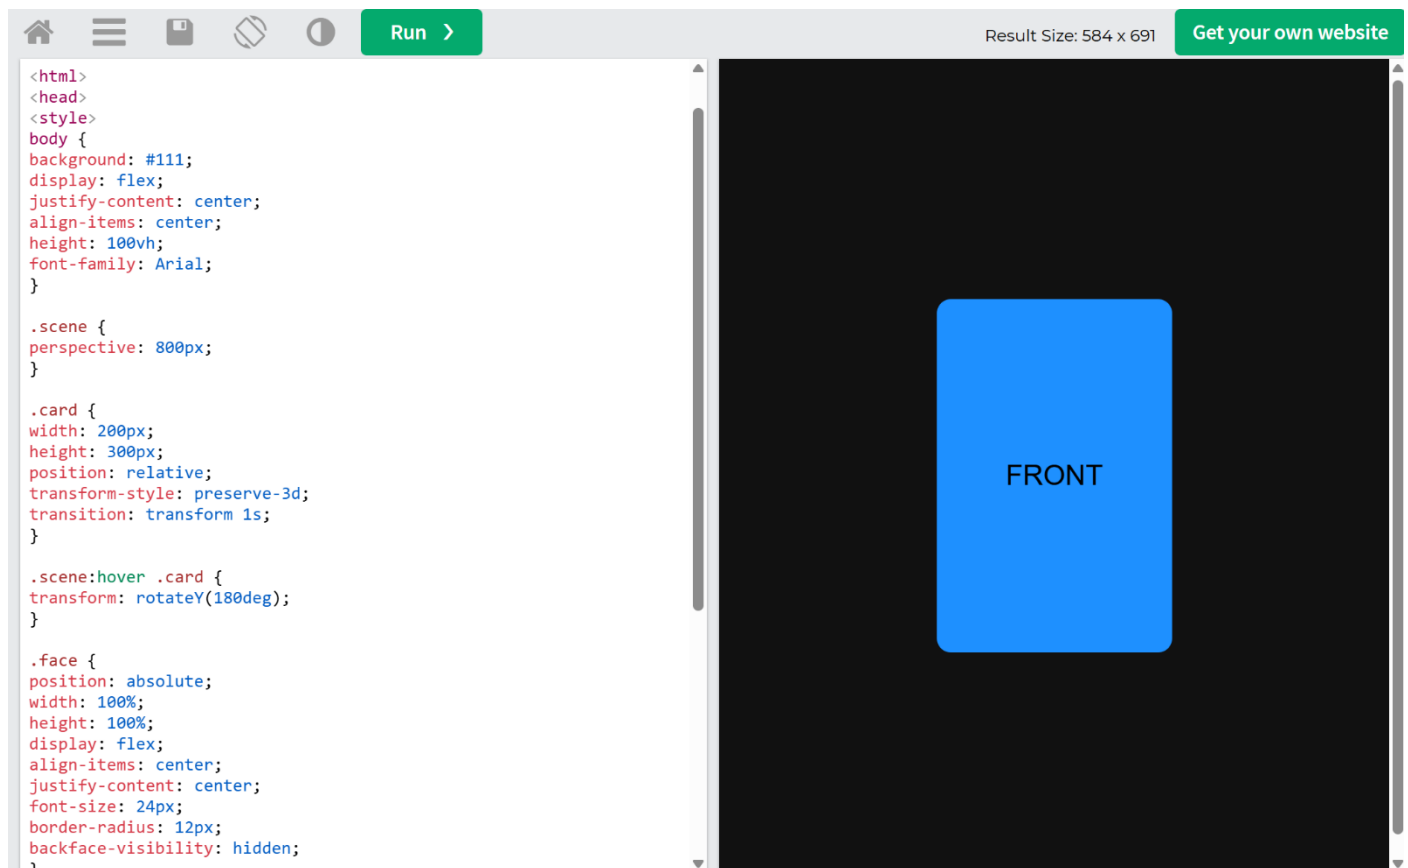 Run ❯
Result Size: 584 x 691
Get your own website
<html>
<head>
<style>
body {
background: #111;
display: flex;
justify-content: center;
align-items: center;
height: 100vh;
font-family: Arial;
}
.scene {
perspective: 800px;
}
.card {
width: 200px;
height: 300px;
position: relative;
transform-style: preserve-3d;
transition: transform 1s;
}
.scene:hover .card {
transform: rotateY(180deg);
}
.face {
position: absolute;
width: 100%;
height: 100%;
display: flex;
align-items: center;
justify-content: center;
font-size: 24px;
border-radius: 12px;
backface-visibility: hidden;
}
FRONT